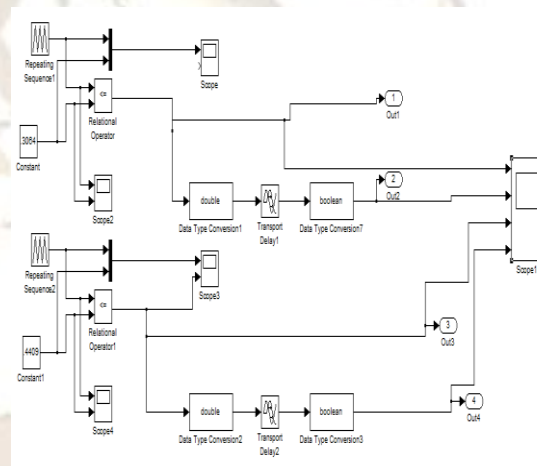 Repeating
Sequence1
Scope
<=
Relational
Operator
.3064
Constant
Scope2
1
Out1
2
Out2
double
Data Type Conversion1
Transport
Delay1
boolean
Data Type Conversion7
Scope1
Repeating
Sequence2
Scope3
<=
Relational
Operator1
.4409
Constant1
Scope4
3
Out3
double
Data Type Conversion2
Transport
Delay2
boolean
Data Type Conversion3
4
Out4